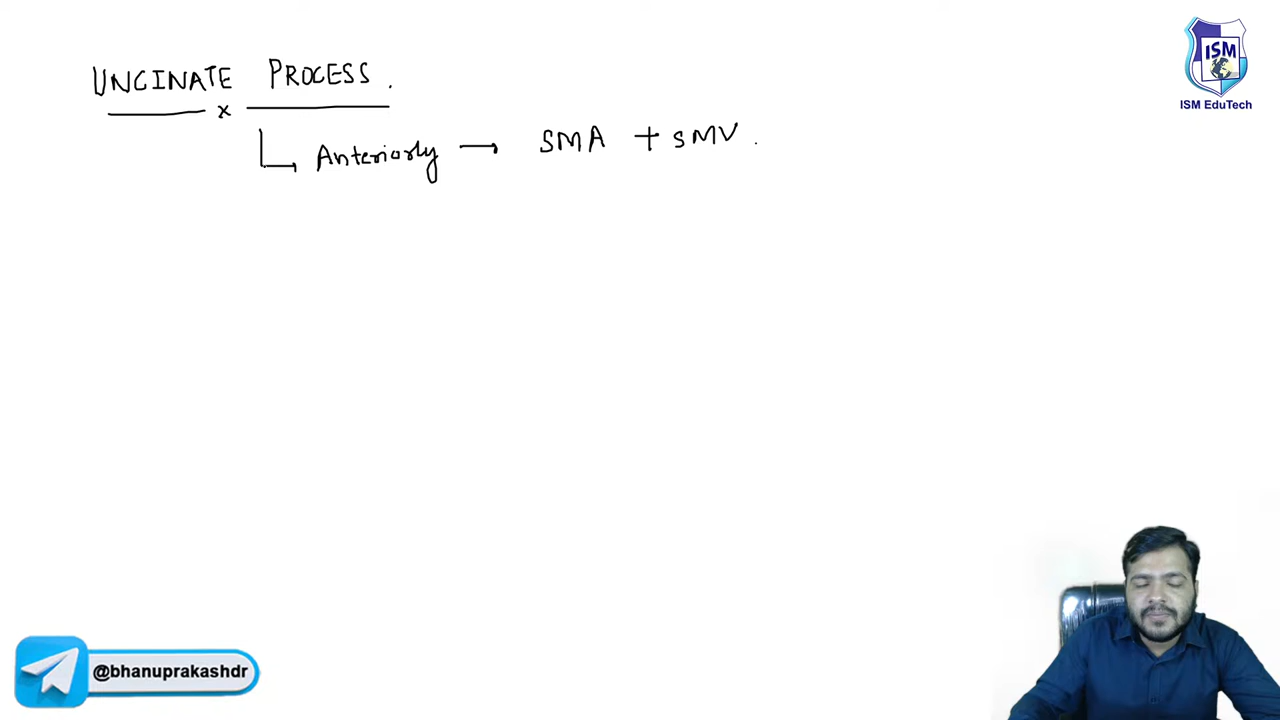 UNCINATE PROCESS.
x
Anteriorly → SMA + SMV.
ISM
ISM EduTech
@bhanuprakashdr